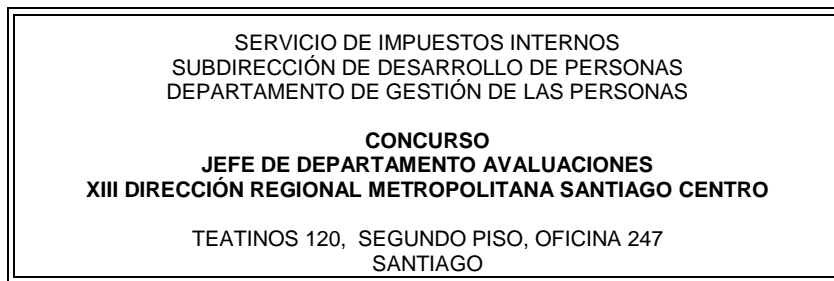 SERVICIO DE IMPUESTOS INTERNOS
SUBDIRECCIÓN DE DESARROLLO DE PERSONAS
DEPARTAMENTO DE GESTIÓN DE LAS PERSONAS
CONCURSO
JEFE DE DEPARTAMENTO AVALUACIONES
XIII DIRECCIÓN REGIONAL METROPOLITANA SANTIAGO CENTRO
TEATINOS 120, SEGUNDO PISO, OFICINA 247
SANTIAGO